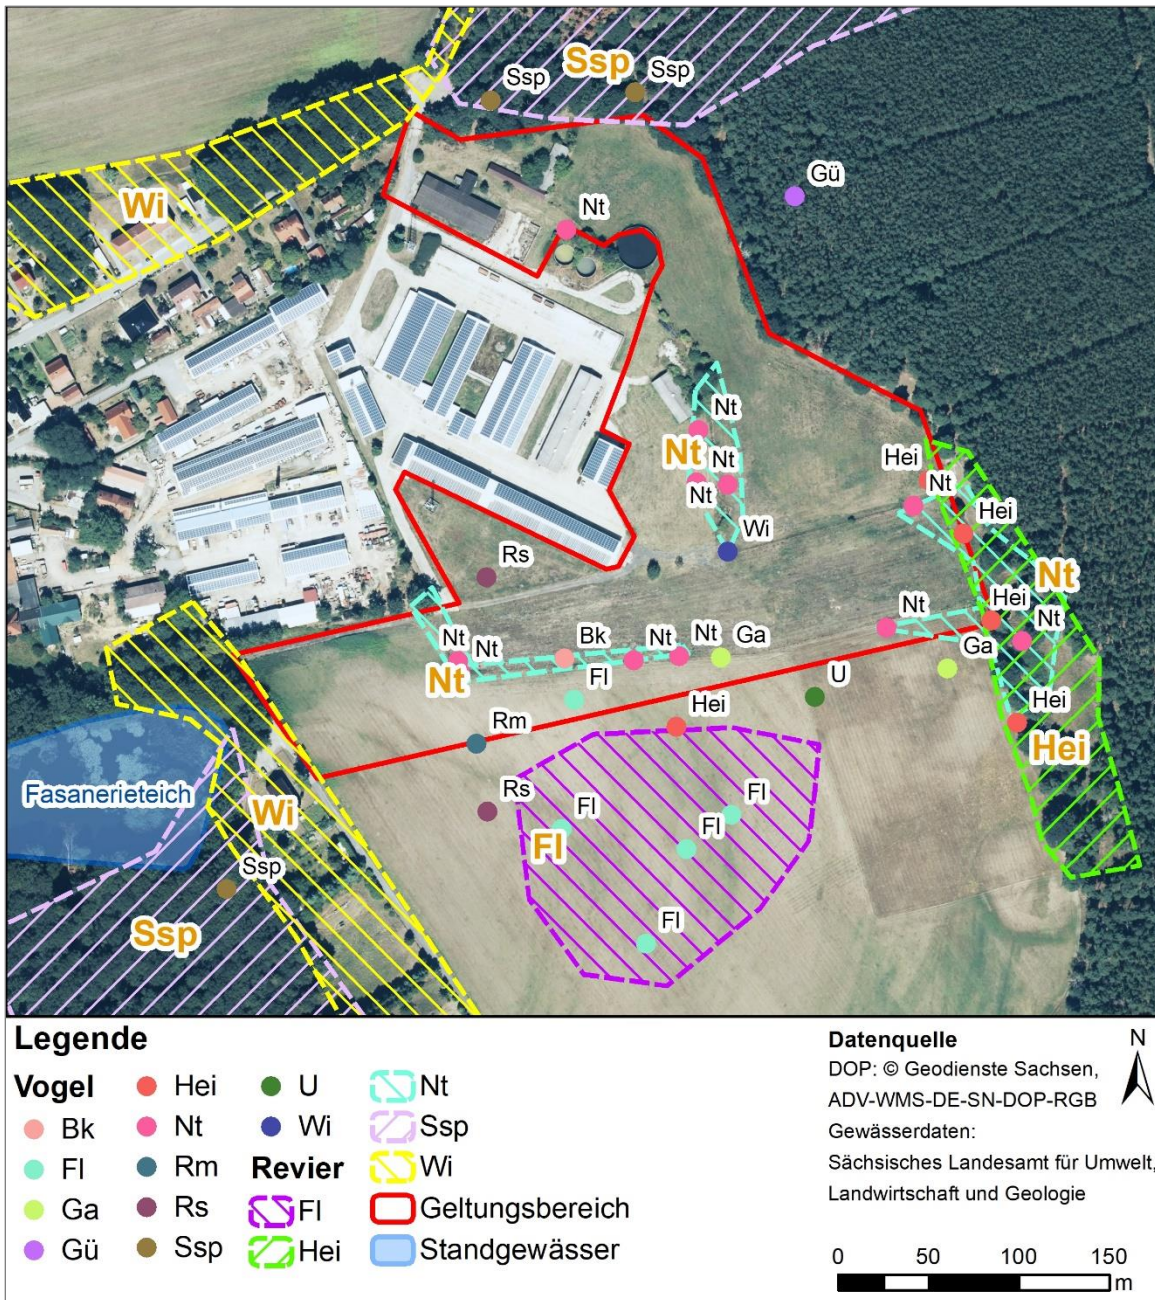 Ssp
Ssp
Ssp
Gü
Wi
Nt
Nt
Nt
Nt
Nt
Wi
Hei
Nt
Hei
Nt
Hei
Nt
Nt
Rs
Nt
Nt
Nt
Bk
Nt
Nt
Ga
Ga
Fl
U
Rm
Hei
Hei
Hei
Fasanerieteich
Wi
Rs
Fl
Fl
Fl
Fl
Fl
Ssp
Ssp
Legende
Vogel
Bk
Fl
Ga
Gü
Hei
Nt
Rm
Rs
Ssp
U
Wi
Revier
Fl
Hei
Nt
Ssp
Wi
Geltungsbereich
Standgewässer
Datenquelle
DOP: © Geodienste Sachsen,
ADV-WMS-DE-SN-DOP-RGB
Gewässerdaten:
Sächsisches Landesamt für Umwelt,
Landwirtschaft und Geologie
N
0 50 100 150
m